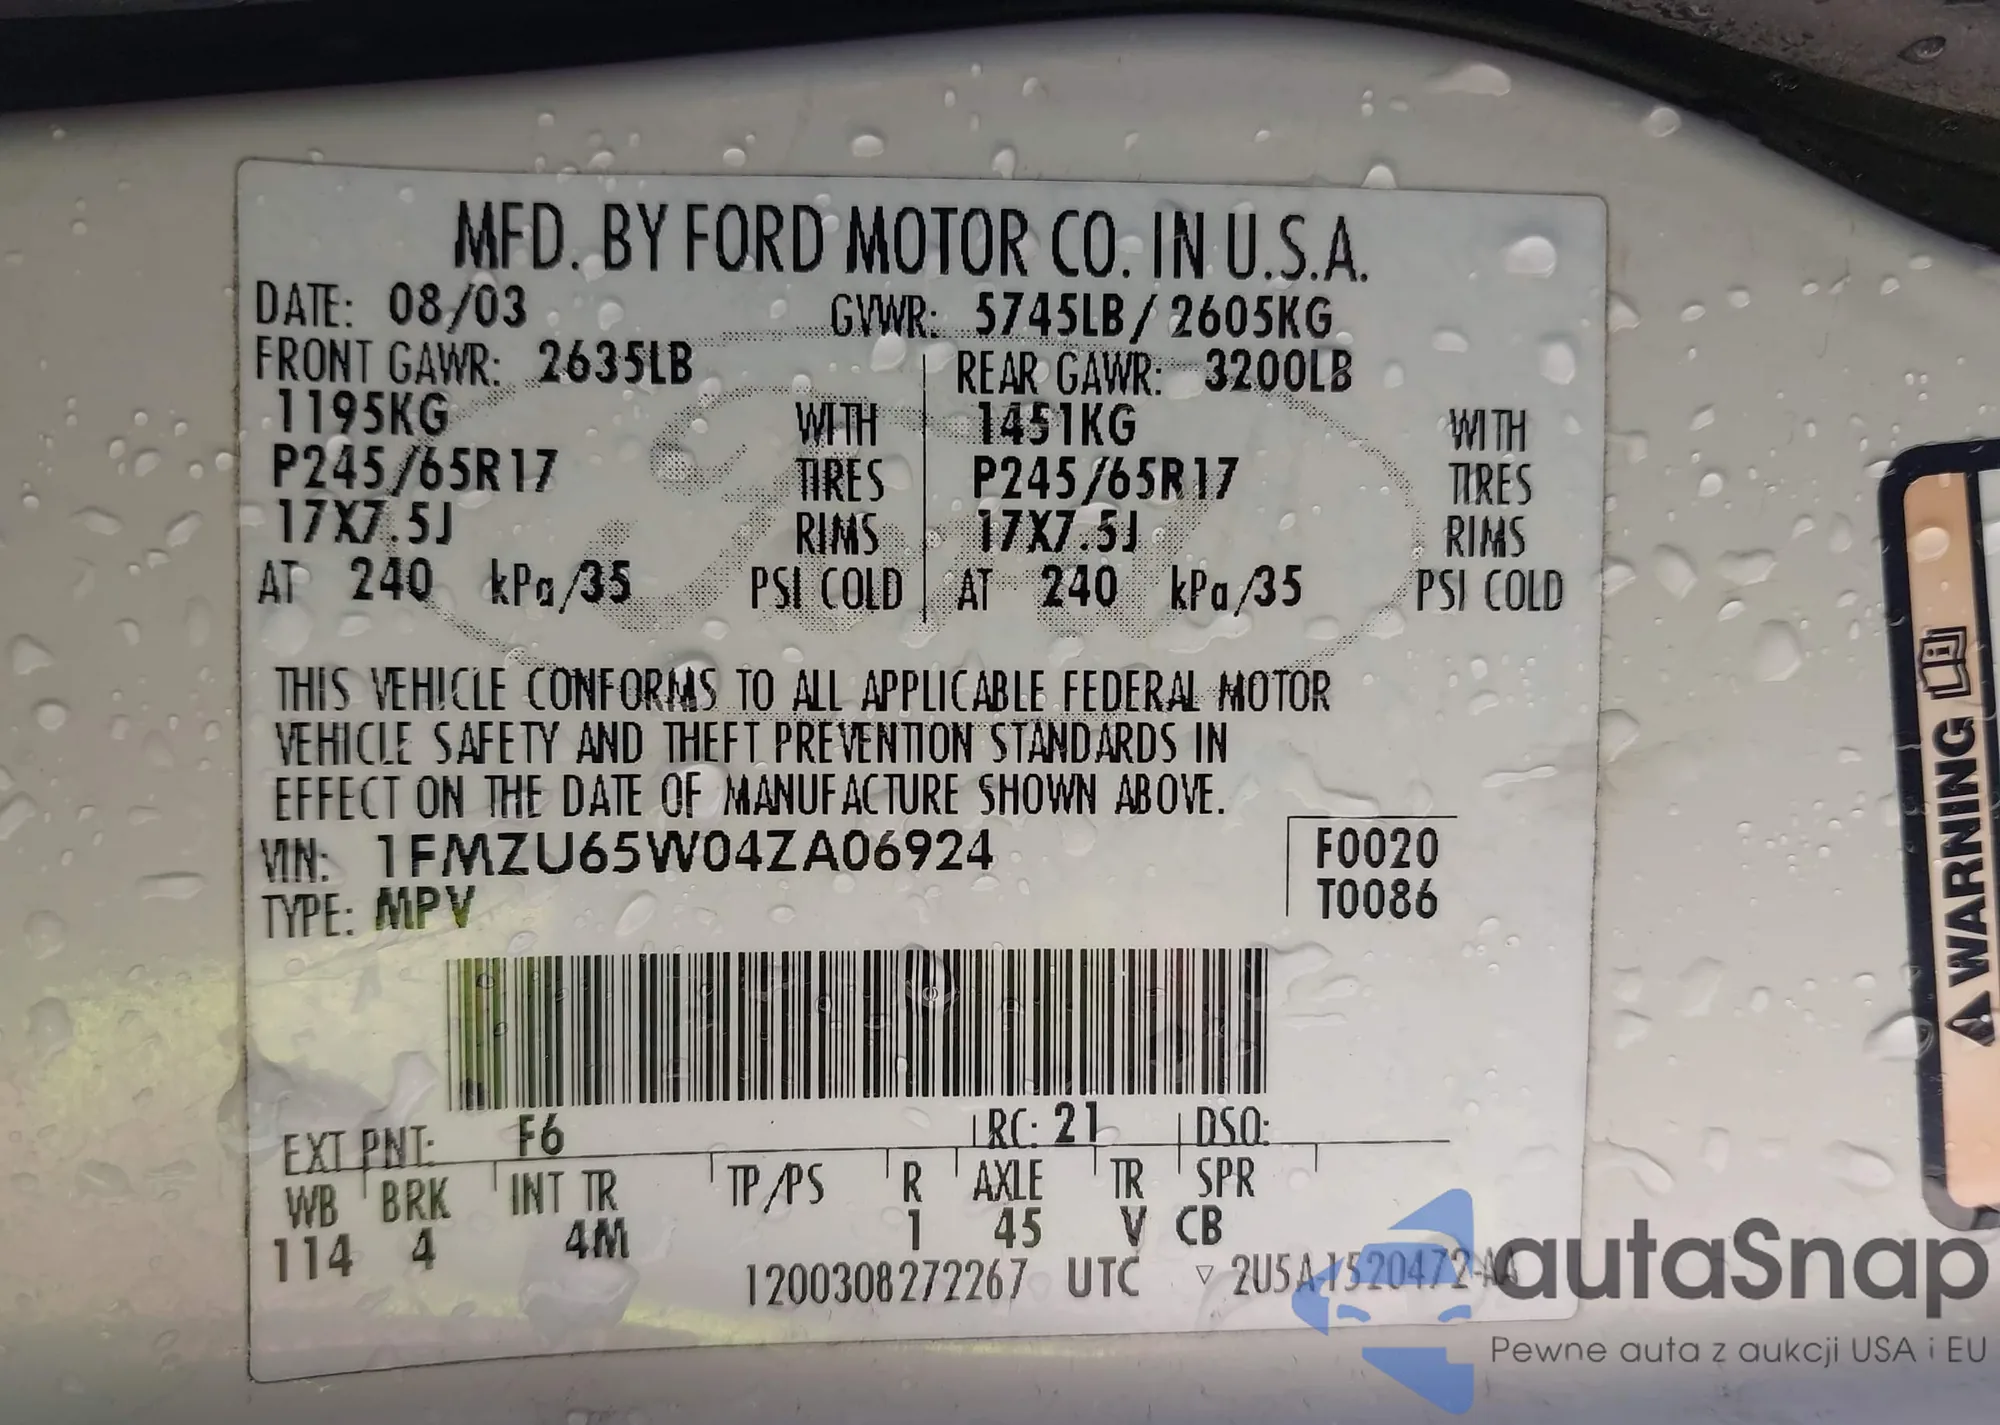 MFD. BY FORD MOTOR CO. IN U.S.A.
DATE: 08/03 GVWR: 5745LB / 2605KG
FRONT GAWR: 2635LB REAR GAWR: 3200LB
1195KG WITH 1451KG WITH
P245/65R17 TIRES P245/65R17 TIRES
17X7.5J RIMS 17X7.5J RIMS
AT 240 kPa/35 PSI COLD AT 240 kPa/35 PSI COLD
Ford
THIS VEHICLE CONFORMS TO ALL APPLICABLE FEDERAL MOTOR
VEHICLE SAFETY AND THEFT PREVENTION STANDARDS IN
EFFECT ON THE DATE OF MANUFACTURE SHOWN ABOVE.
VIN: 1FMZU65W04ZA06924 F0020
TYPE: MPV T0086
EXT PNT: F6 RC: 21 DSO:
WB BRK INT TR TP/PS R AXLE TR SPR
114 4 4M 1 45 V CB
1200308272267 UTC ▽ 2U5A-1520472-AA
WARNING
autaSnap
Pewne auta z aukcji USA i EU